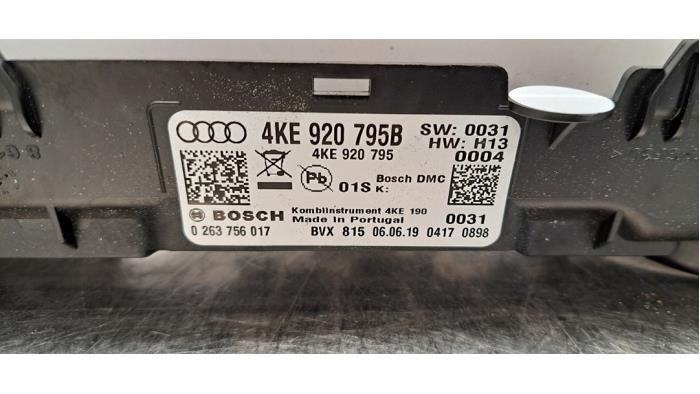 4KE 920 795B SW: 0031
HW: H13
4KE 920 795 0004
Pb 01S K: Bosch DMC
BOSCH Kombiinstrument 4KE 190 0031
Made in Portugal
0 263 756 017 BVX 815 06.06.19 0417 0898